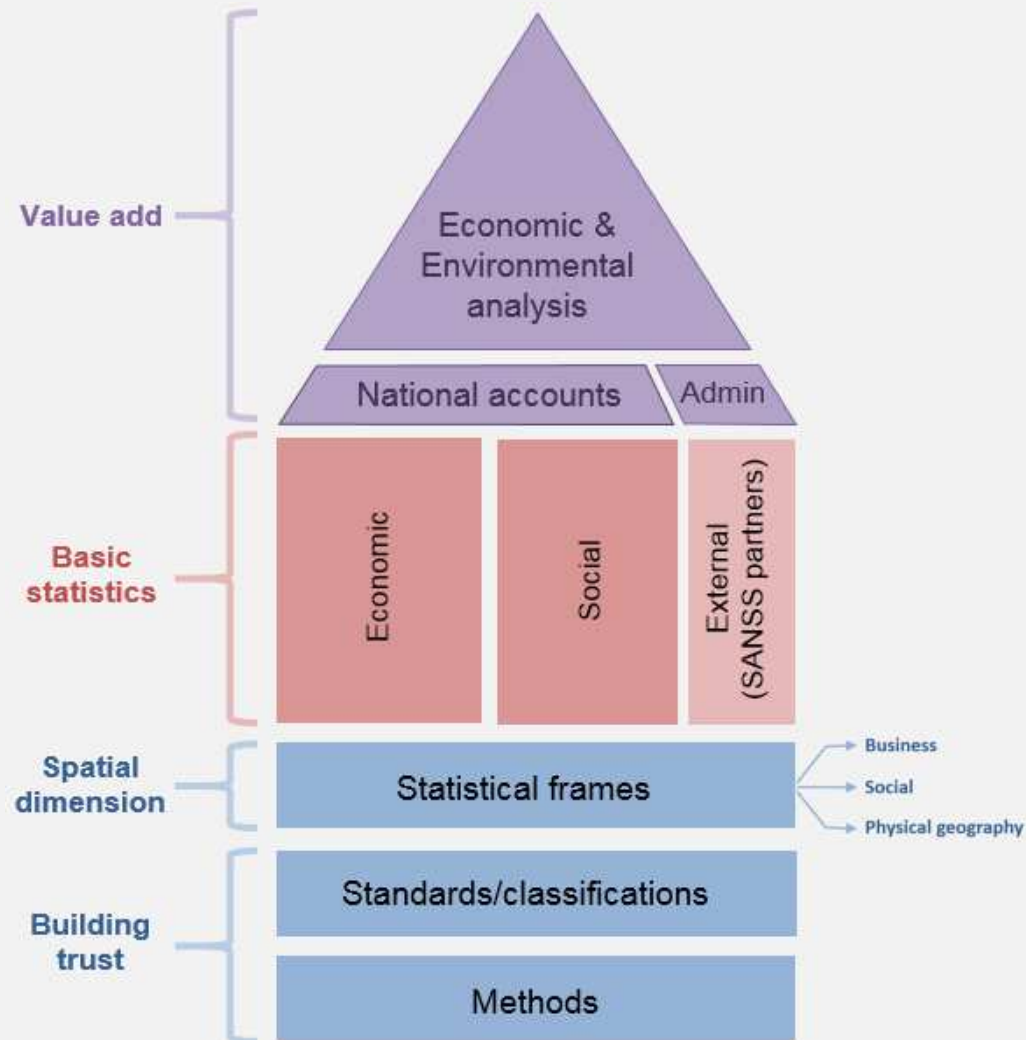 Value add
Economic &
Environmental
analysis
National accounts
Admin
Basic
statistics
Economic
Social
External
(SANSS partners)
Spatial
dimension
Statistical frames
Business
Social
Physical geography
Building
trust
Standards/classifications
Methods